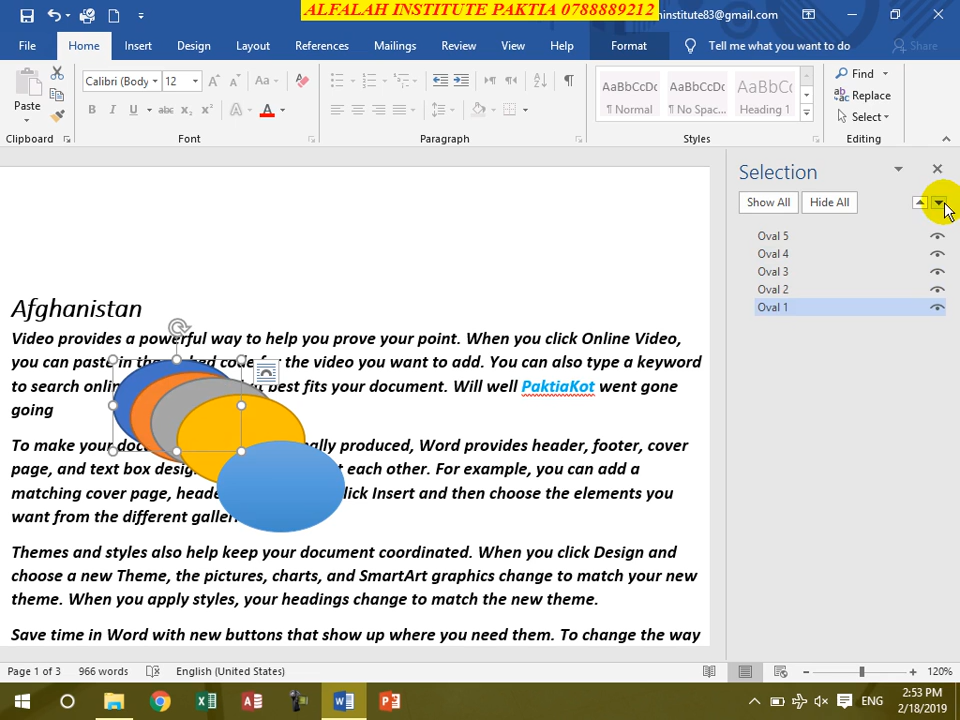 ALFALAH INSTITUTE PAKTIA 0788889212
hinstitute83@gmail.com
File Home Insert Design Layout References Mailings Review View Help Format Tell me what you want to do Share
Paste
Calibri (Body) 12
Aa
B I U abc x₂ x² A A
AaBbCcDc AaBbCcDc AaBbCc
¶ Normal ¶ No Spac... Heading 1
Find
Replace
Select
Clipboard Font Paragraph Styles Editing
Selection
Show All Hide All
Oval 5
Oval 4
Oval 3
Oval 2
Oval 1
Afghanistan
Video provides a powerful way to help you prove your point. When you click Online Video,
you can paste in the code for the video you want to add. You can also type a keyword
to search best fits your document. Will well PaktiaKot went gone
going
To make your produced, Word provides header, footer, cover
page, and text box each other. For example, you can add a
matching cover page, click Insert and then choose the elements you
want from the different
Themes and styles also help keep your document coordinated. When you click Design and
choose a new Theme, the pictures, charts, and SmartArt graphics change to match your new
theme. When you apply styles, your headings change to match the new theme.
Save time in Word with new buttons that show up where you need them. To change the way
Page 1 of 3 966 words English (United States) 120%
ENG
2:53 PM
2/18/2019